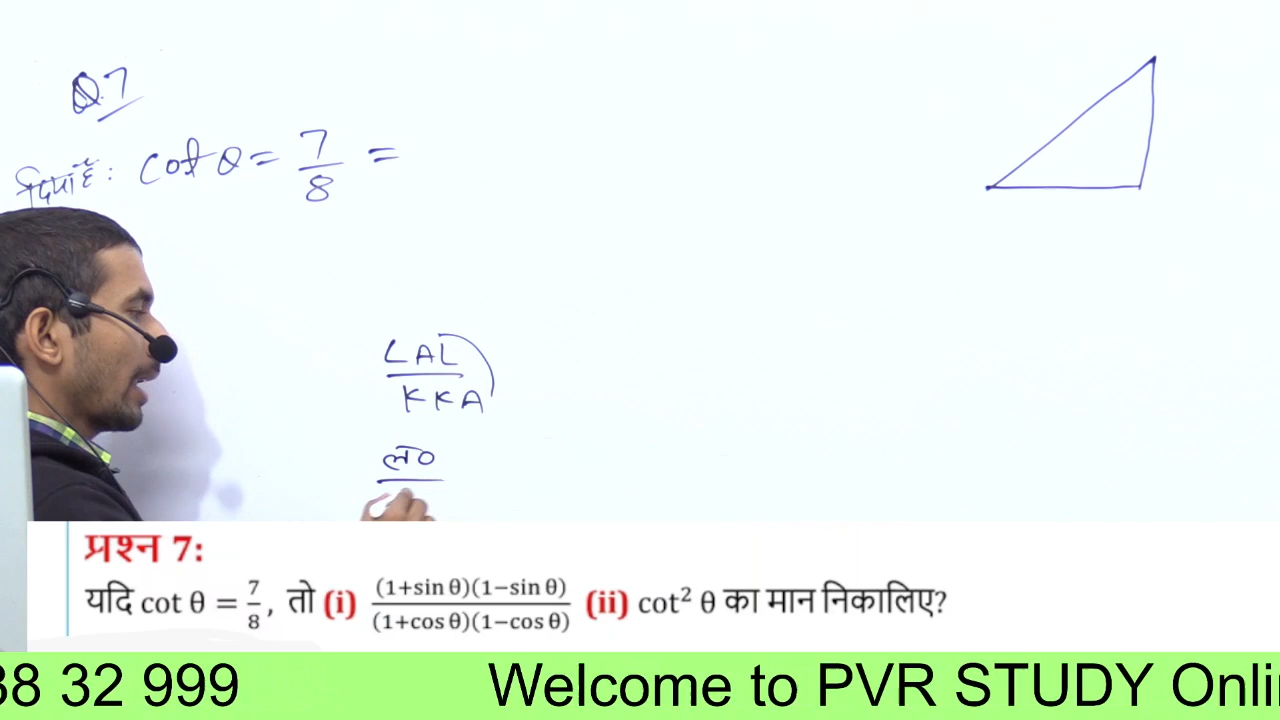 Q.7
दिया है : cot θ = 7/8 =
LAL/KKA
ल०
प्रश्न 7:
यदि cot θ = 7/8, तो (i) (1+sin θ)(1−sin θ)/(1+cos θ)(1−cos θ) (ii) cot² θ का मान निकालिए?
38 32 999 Welcome to PVR STUDY Onli